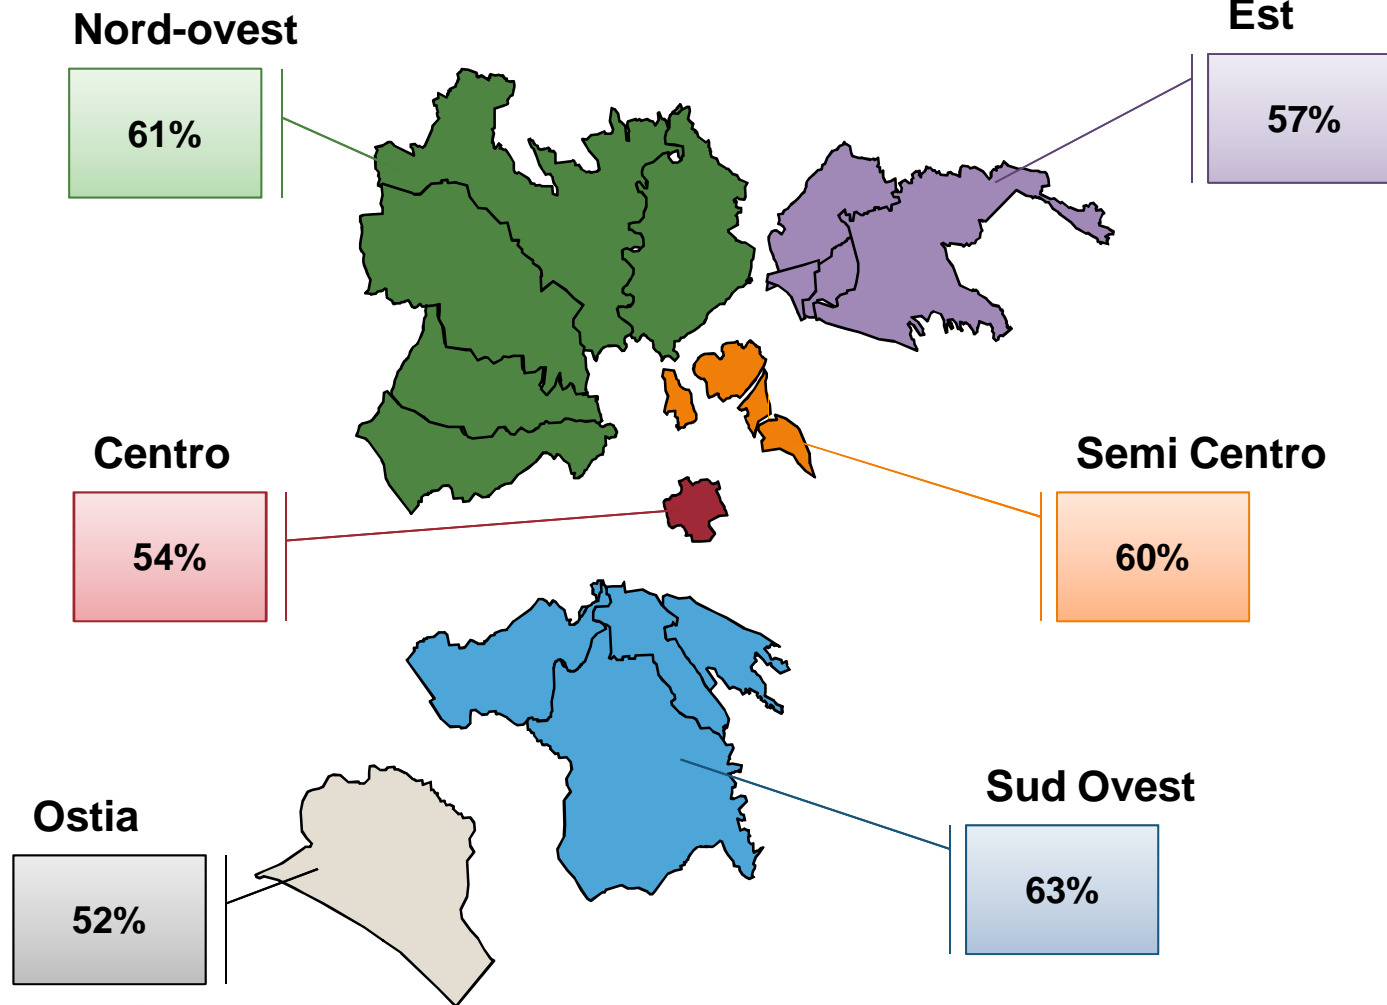 Nord-ovest
61%
Est
57%
Centro
54%
Semi Centro
60%
Ostia
52%
Sud Ovest
63%